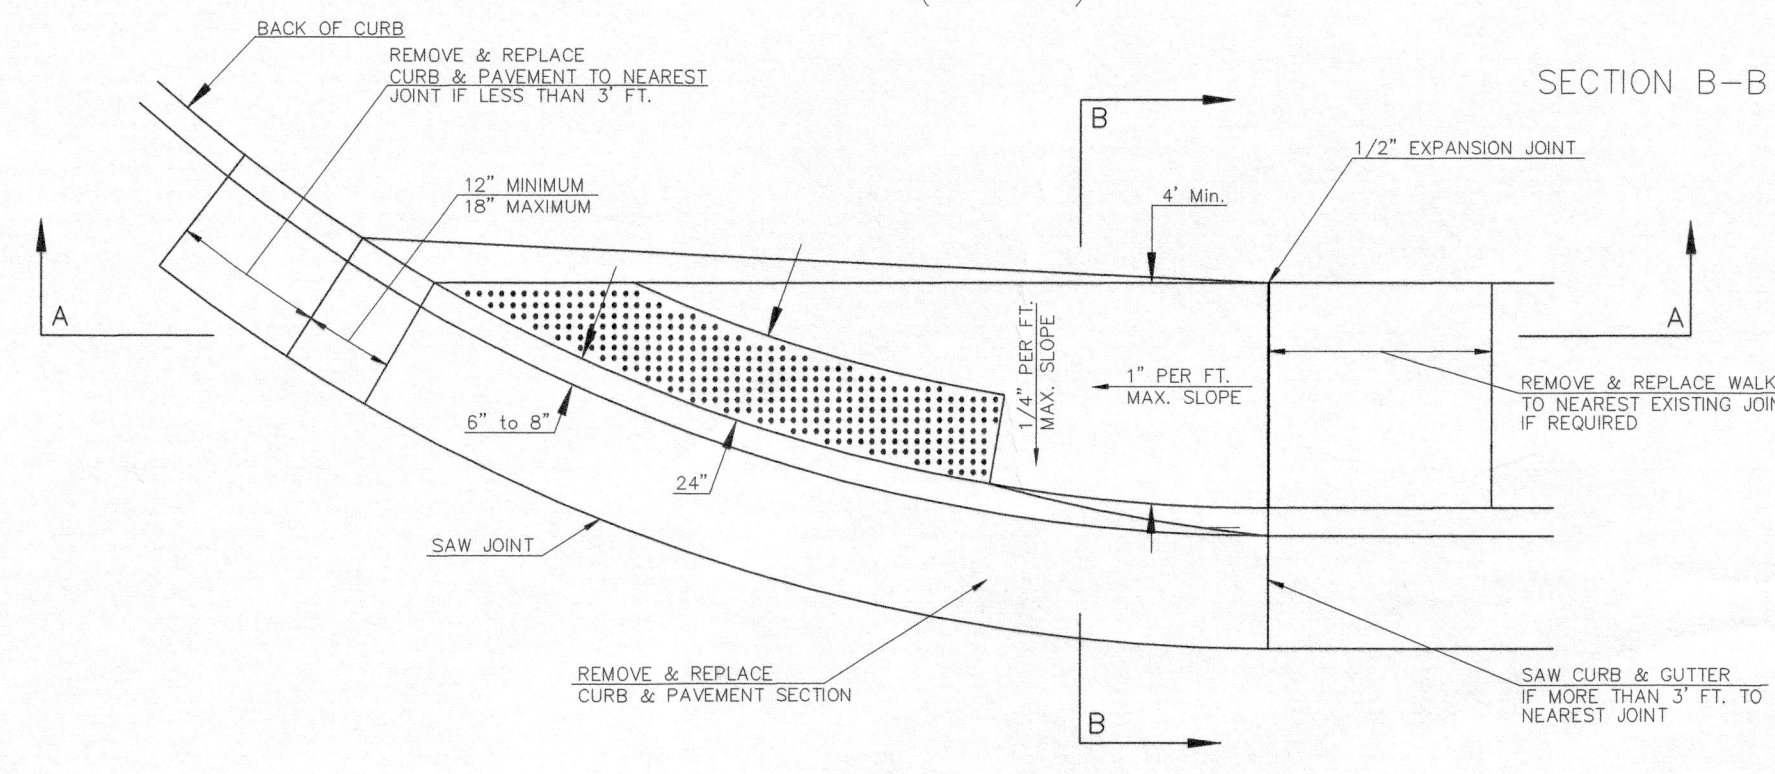 BACK OF CURB
REMOVE & REPLACE
CURB & PAVEMENT TO NEAREST
JOINT IF LESS THAN 3' FT.
SECTION B-B
B
1/2" EXPANSION JOINT
12" MINIMUM
18" MAXIMUM
4' Min.
A
A
1/4" PER FT.
MAX. SLOPE
1" PER FT.
MAX. SLOPE
REMOVE & REPLACE WALK
TO NEAREST EXISTING JOIN
IF REQUIRED
6" to 8"
24"
SAW JOINT
REMOVE & REPLACE
CURB & PAVEMENT SECTION
SAW CURB & GUTTER
IF MORE THAN 3' FT. TO
NEAREST JOINT
B